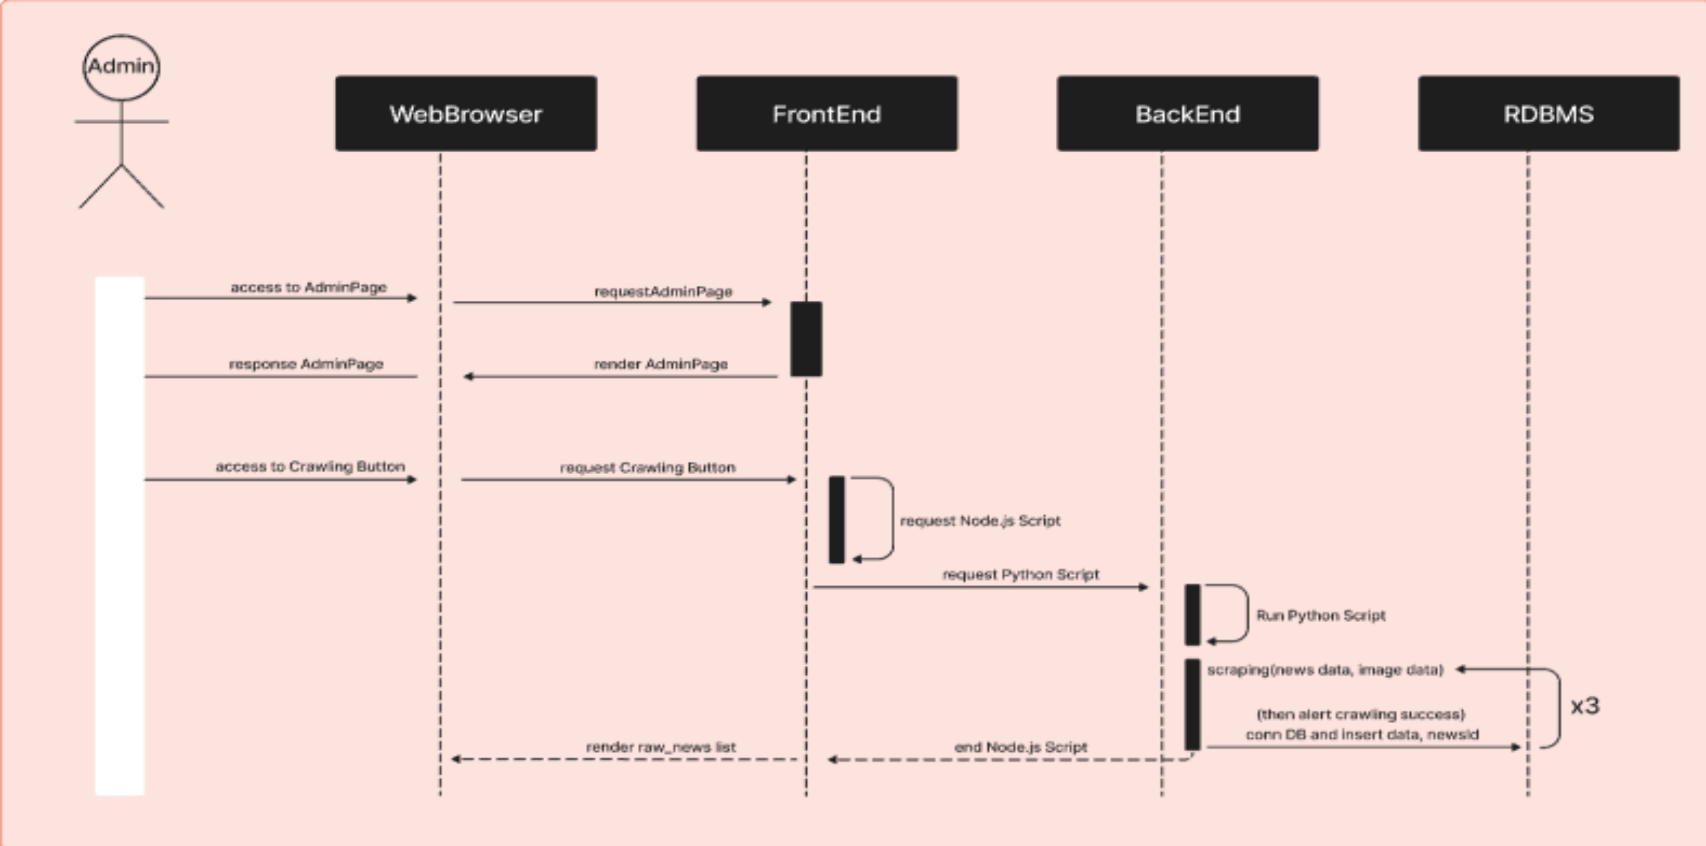 Admin
WebBrowser
FrontEnd
BackEnd
RDBMS
access to AdminPage
requestAdminPage
response AdminPage
render AdminPage
access to Crawling Button
request Crawling Button
request Node.js Script
request Python Script
Run Python Script
scraping(news data, image data)
x3
(then alert crawling success)
conn DB and insert data, newsId
render raw_news list
end Node.js Script